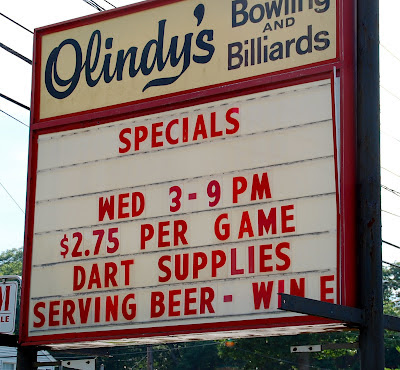 Olindy's Bowling
AND
Billiards
SPECIALS
WED 3-9 PM
$2.75 PER GAME
DART SUPPLIES
SERVING BEER - WINE